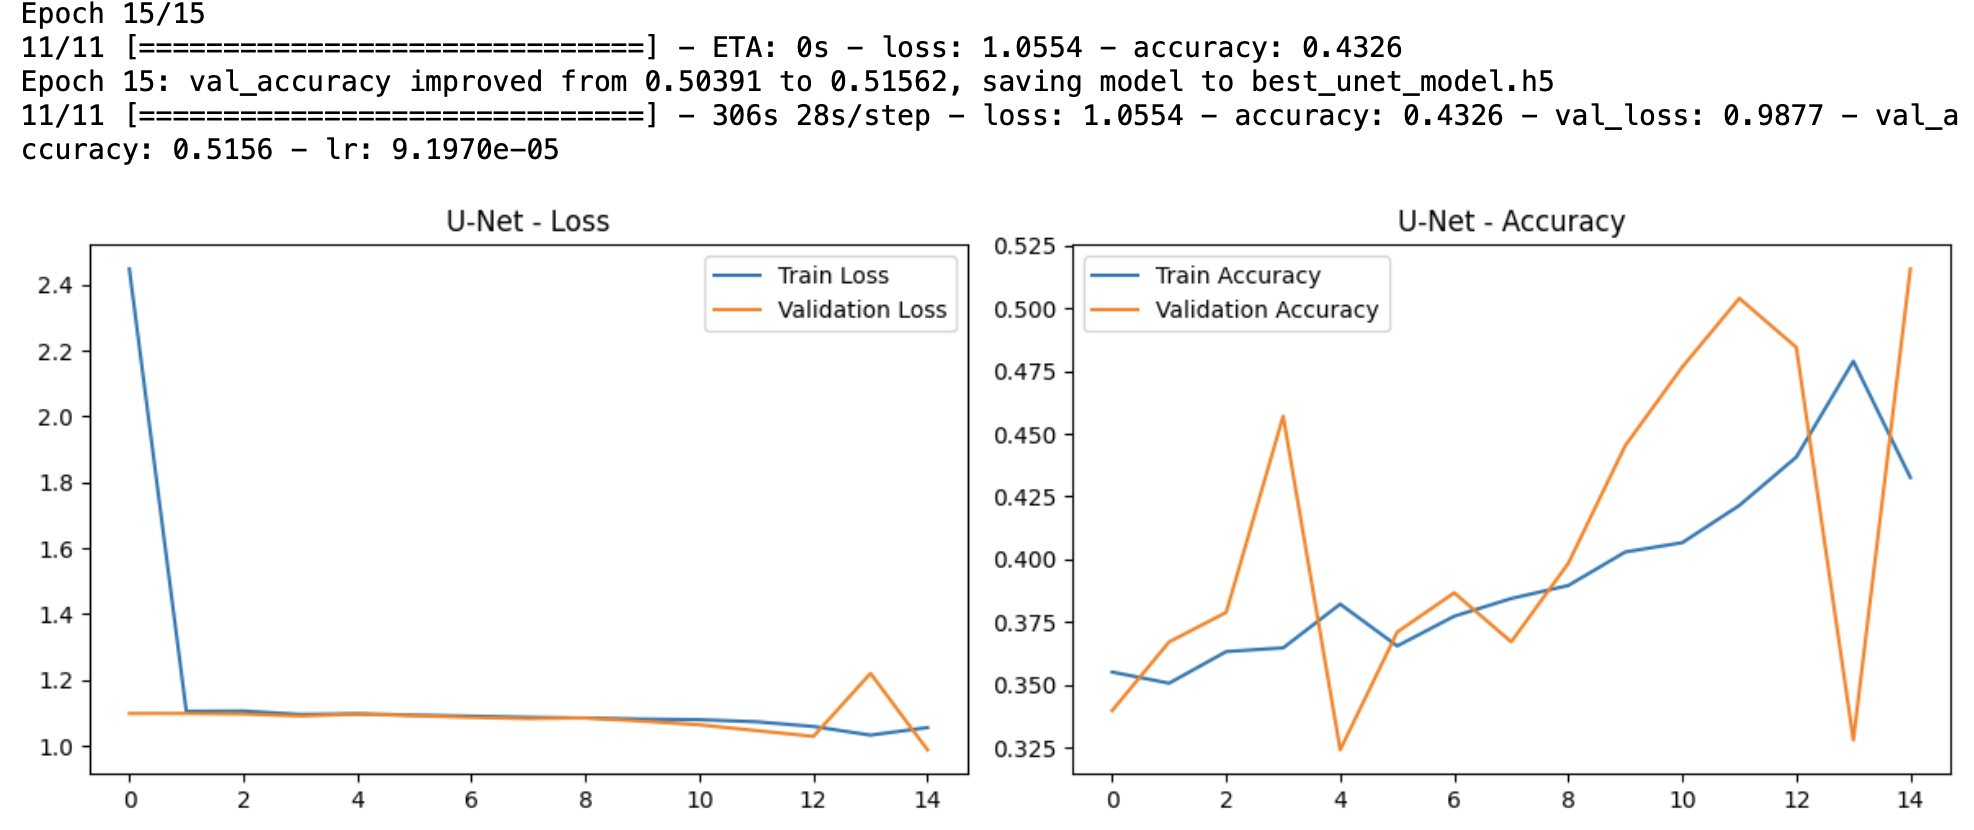 Epoch 15/15
11/11 [==============================] - ETA: 0s - loss: 1.0554 - accuracy: 0.4326
Epoch 15: val_accuracy improved from 0.50391 to 0.51562, saving model to best_unet_model.h5
11/11 [==============================] - 306s 28s/step - loss: 1.0554 - accuracy: 0.4326 - val_loss: 0.9877 - val_a
ccuracy: 0.5156 - lr: 9.1970e-05
U-Net - Loss
Train Loss
Validation Loss
2.4
2.2
2.0
1.8
1.6
1.4
1.2
1.0
0 2 4 6 8 10 12 14
U-Net - Accuracy
Train Accuracy
Validation Accuracy
0.525
0.500
0.475
0.450
0.425
0.400
0.375
0.350
0.325
0 2 4 6 8 10 12 14